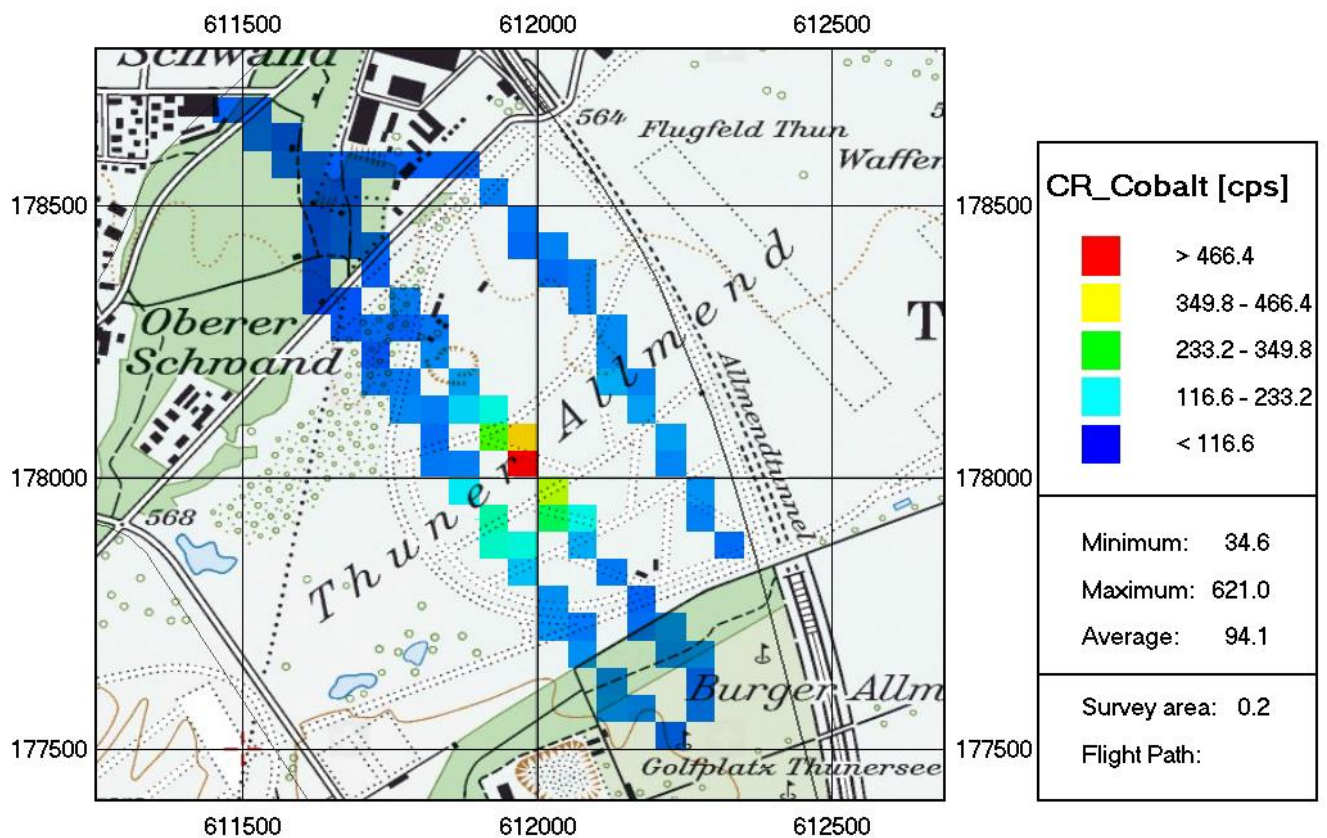 611500 612000 612500
Schwand
564
Flugfeld Thun
5
Waffer
178500 178500
CR_Cobalt [cps]
> 466.4
349.8 - 466.4
233.2 - 349.8
116.6 - 233.2
< 116.6
Oberer
Schwand
T
Thuner Allmend
Allmendtunnel
178000 178000
568
Minimum: 34.6
Maximum: 621.0
Average: 94.1
Burger Allm
Survey area: 0.2
Flight Path:
177500 177500
Golfplatz Thunersee
611500 612000 612500